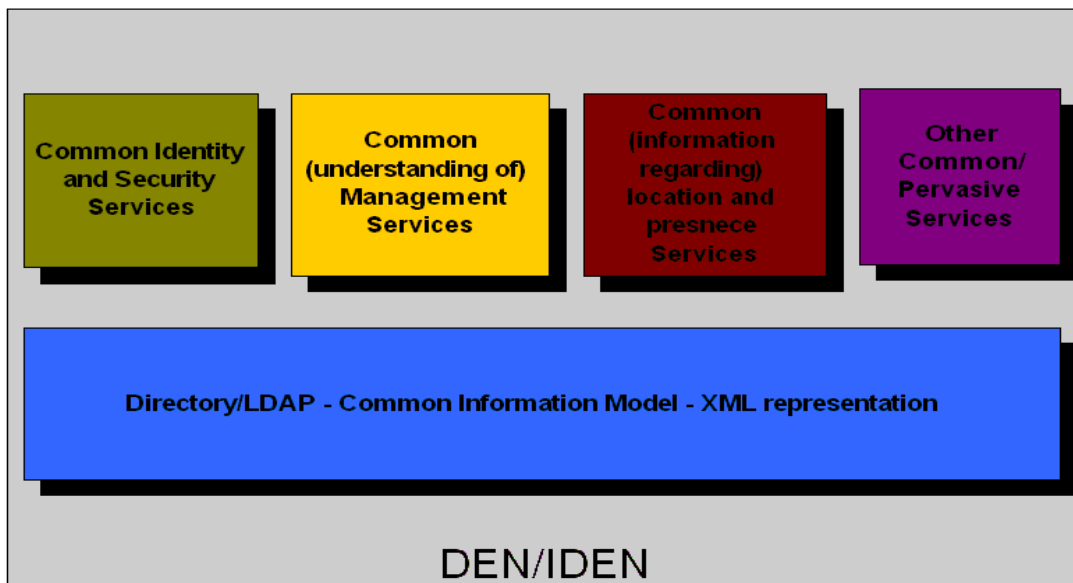 Common Identity
and Security
Services
Common
(understanding of)
Management
Services
Common
(information
regarding)
location and
presnece
Services
Other
Common/
Pervasive
Services
Directory/LDAP - Common Information Model - XML representation
DEN/IDEN